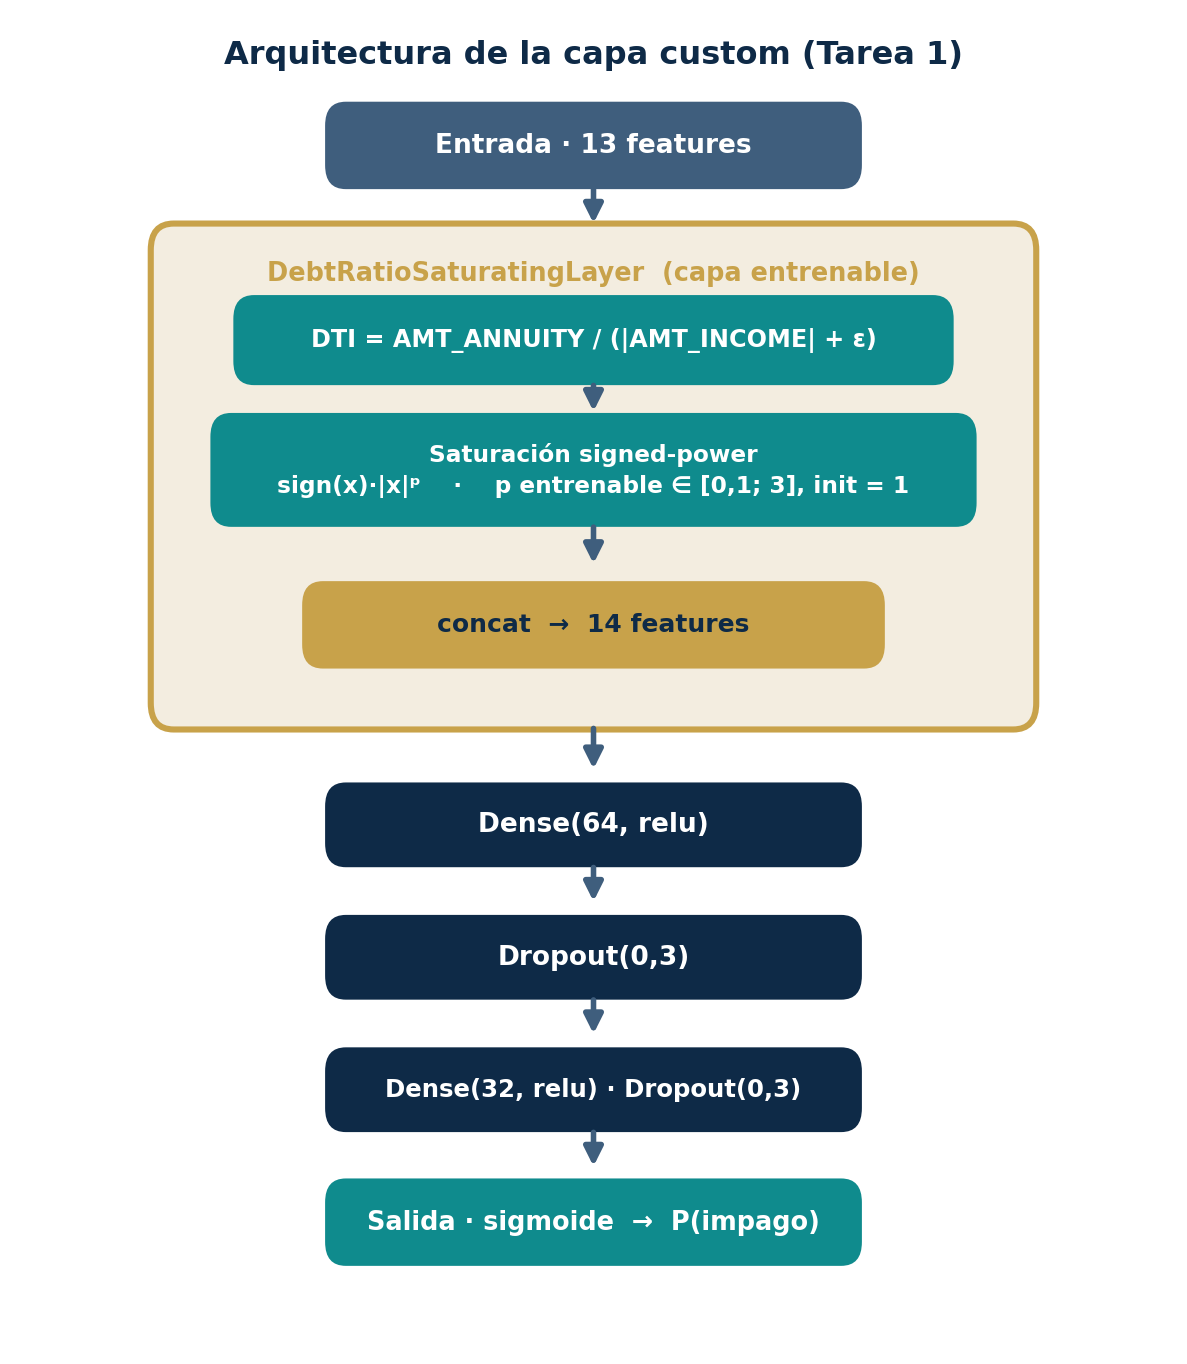 Arquitectura de la capa custom (Tarea 1)
Entrada · 13 features
DebtRatioSaturatingLayer (capa entrenable)
DTI = AMT_ANNUITY / (|AMT_INCOME| + ε)
Saturación signed-power
sign(x)·|x|ᵖ · p entrenable ∈ [0,1; 3], init = 1
concat → 14 features
Dense(64, relu)
Dropout(0,3)
Dense(32, relu) · Dropout(0,3)
Salida · sigmoide → P(impago)